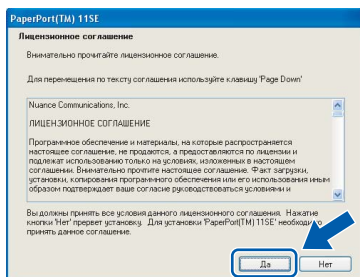 PaperPort(TM) 11SE
Лицензионное соглашение
Внимательно прочитайте лицензионное соглашение.
Для перемещения по тексту соглашения используйте клавишу 'Page Down'
Nuance Communications, Inc.
ЛИЦЕНЗИОННОЕ СОГЛАШЕНИЕ
Программное обеспечение и материалы, на которые распространяется
настоящее соглашение, не продаются, а предоставляются по лицензии и
подлежат использованию только на условиях, изложенных в настоящем
соглашении. Внимательно прочтите настоящее соглашение. Факт загрузки,
установки, копирования программного обеспечения или его использования иным
образом подтверждает ваше согласие руководствоваться условиями и
Вы должны принять все условия данного лицензионного соглашения. Нажатие
кнопки 'Нет' прервет установку. Для установки 'PaperPort(TM) 11SE' необходимо
принять данное соглашение.
Да
Нет